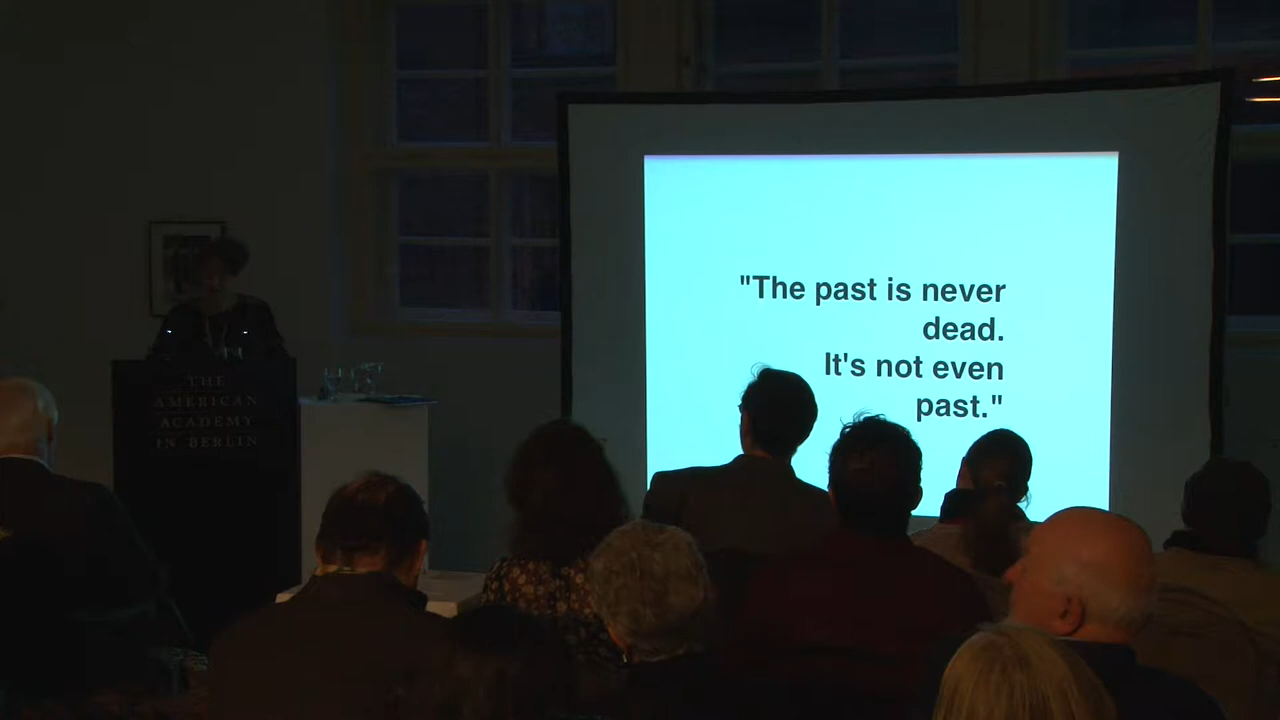 THE
AMERICAN
ACADEMY
IN BERLIN
"The past is never
dead.
It's not even
past."